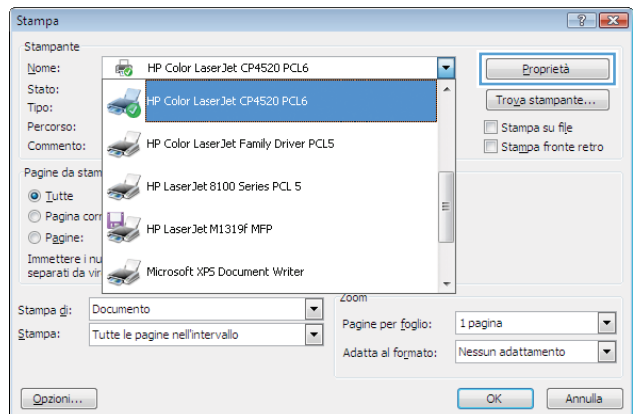 Stampa
Stampante
Nome: HP Color LaserJet CP4520 PCL6 Proprietà
Stato:
HP Color LaserJet CP4520 PCL6 Trova stampante...
Tipo:
Percorso: Stampa su file
Commento: HP Color LaserJet Family Driver PCL5 Stampa fronte retro
Pagine da stam
Tutte HP LaserJet 8100 Series PCL 5
Pagina corr
Pagine: HP LaserJet M1319f MFP
Immettere i nu
separati da vir Microsoft XPS Document Writer
Zoom
Stampa di: Documento
Pagine per foglio: 1 pagina
Stampa: Tutte le pagine nell'intervallo
Adatta al formato: Nessun adattamento
Opzioni... OK Annulla